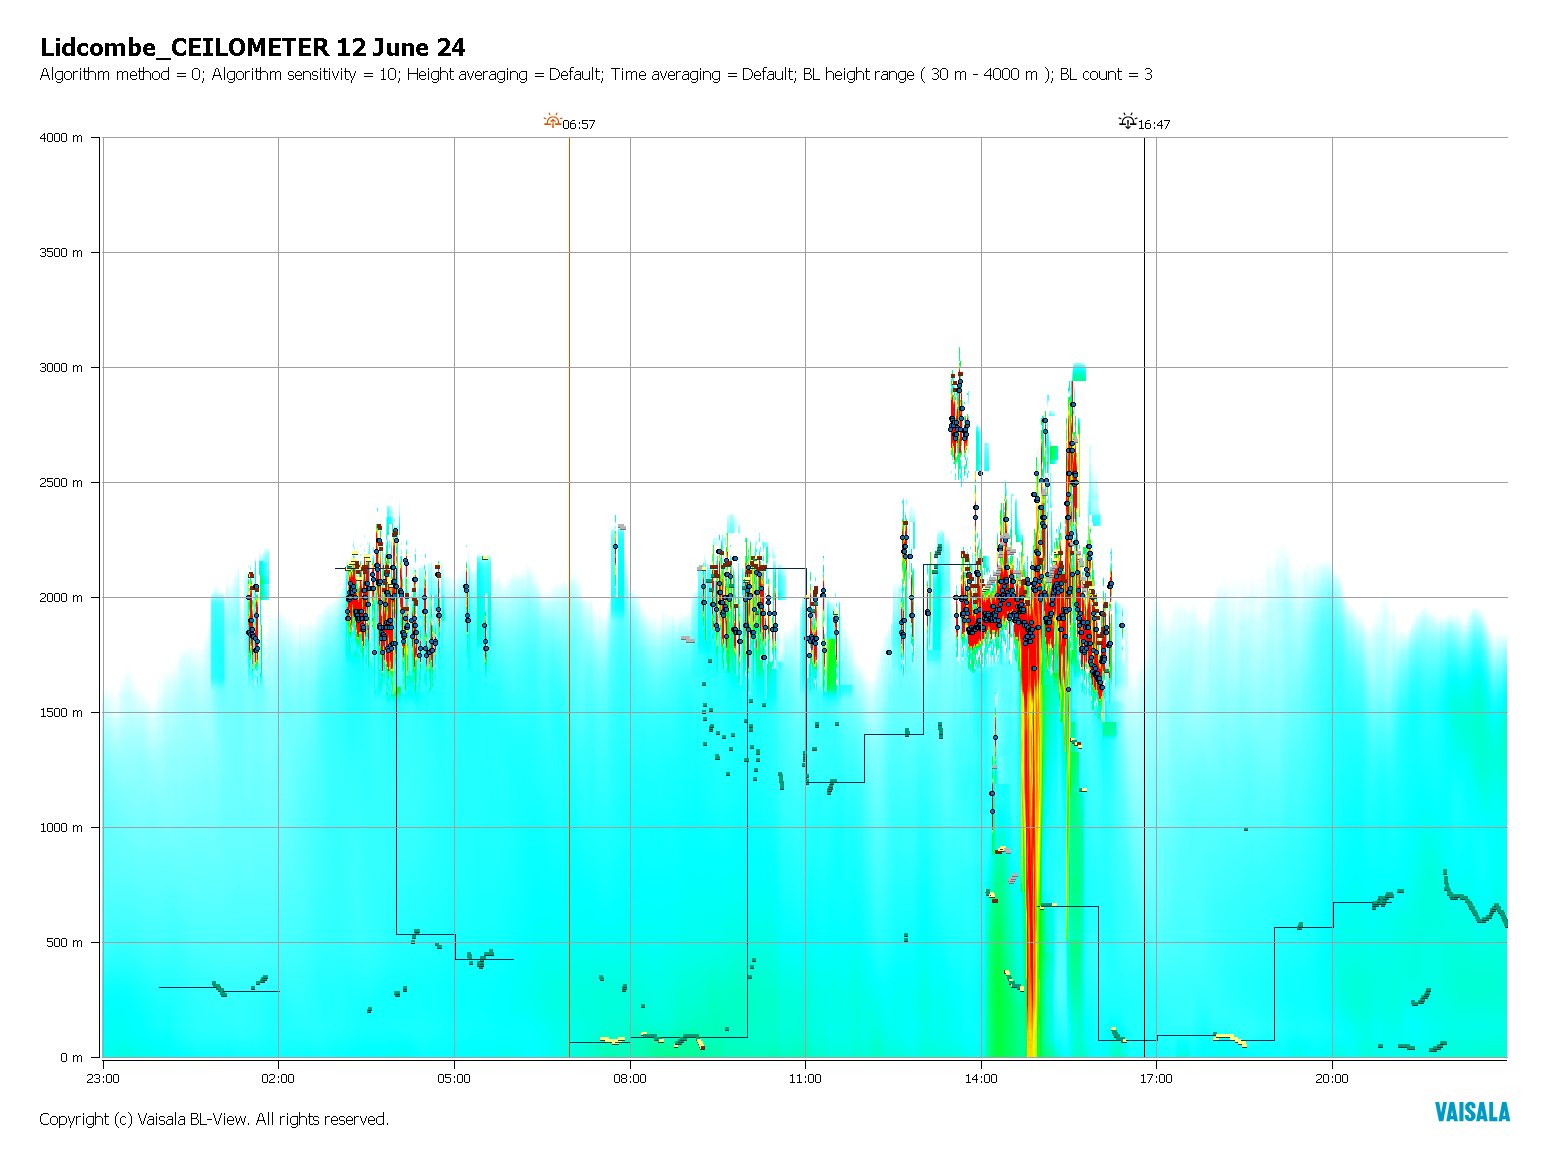 Lidcombe_CEILOMETER 12 June 24
Algorithm method = 0; Algorithm sensitivity = 10; Height averaging = Default; Time averaging = Default; BL height range ( 30 m - 4000 m ); BL count = 3
06:57
16:47
4000 m
3500 m
3000 m
2500 m
2000 m
1500 m
1000 m
500 m
0 m
23:00 02:00 05:00 08:00 11:00 14:00 17:00 20:00
Copyright (c) Vaisala BL-View. All rights reserved.
VAISALA